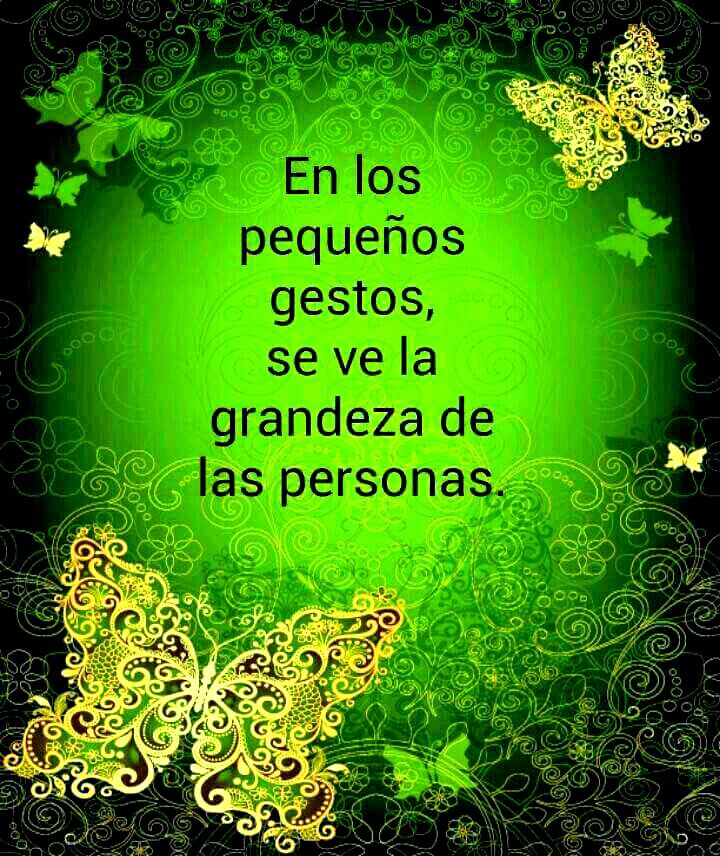 En los
pequeños
gestos,
se ve la
grandeza de
las personas.